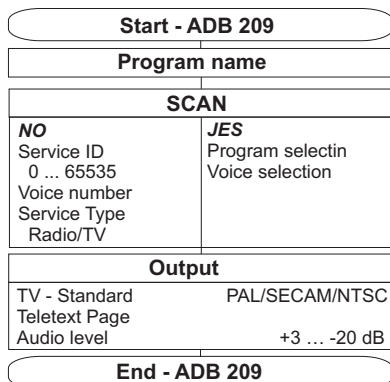 Start - ADB 209
Program name
SCAN
NO
Service ID
0 ... 65535
Voice number
Service Type
Radio/TV
JES
Program selectin
Voice selection
Output
TV - Standard PAL/SECAM/NTSC
Teletext Page
Audio level +3 ... -20 dB
End - ADB 209